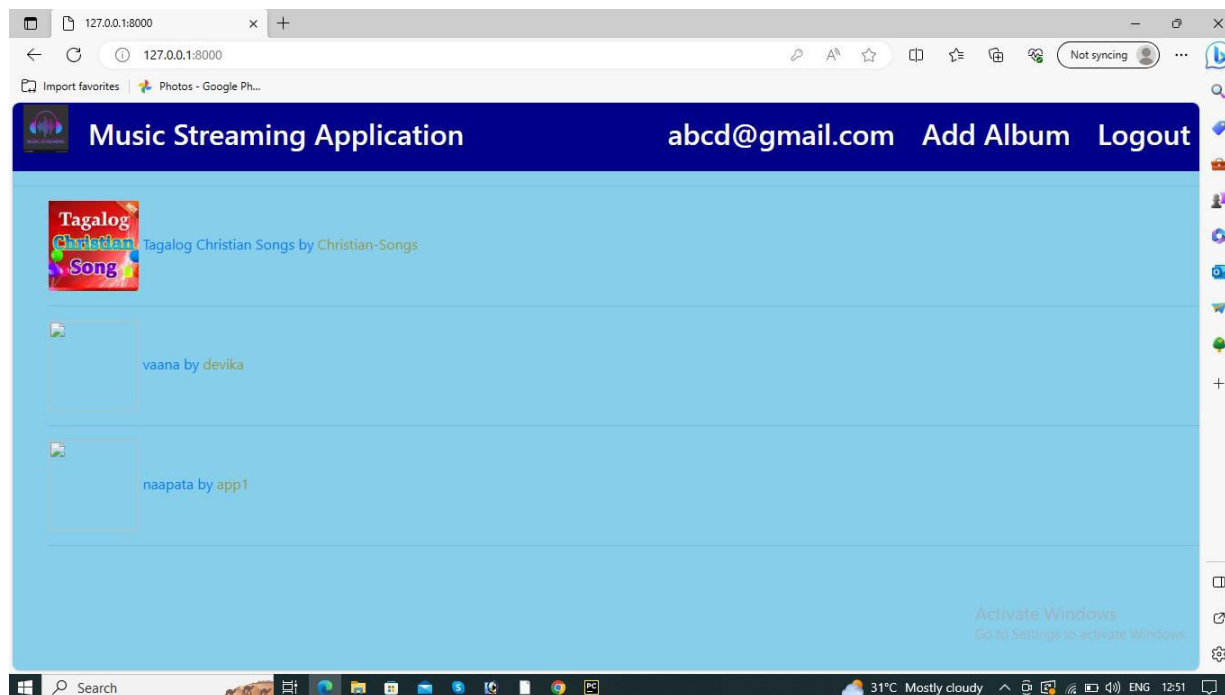 127.0.0.1:8000
127.0.0.1:8000
Not syncing
Import favorites
Photos - Google Ph...
Music Streaming Application
abcd@gmail.com
Add Album
Logout
Tagalog
Christian
Song
Tagalog Christian Songs by Christian-Songs
vaana by devika
naapata by app1
Activate Windows
Go to Settings to activate Windows.
Search
31°C Mostly cloudy
ENG
12:51